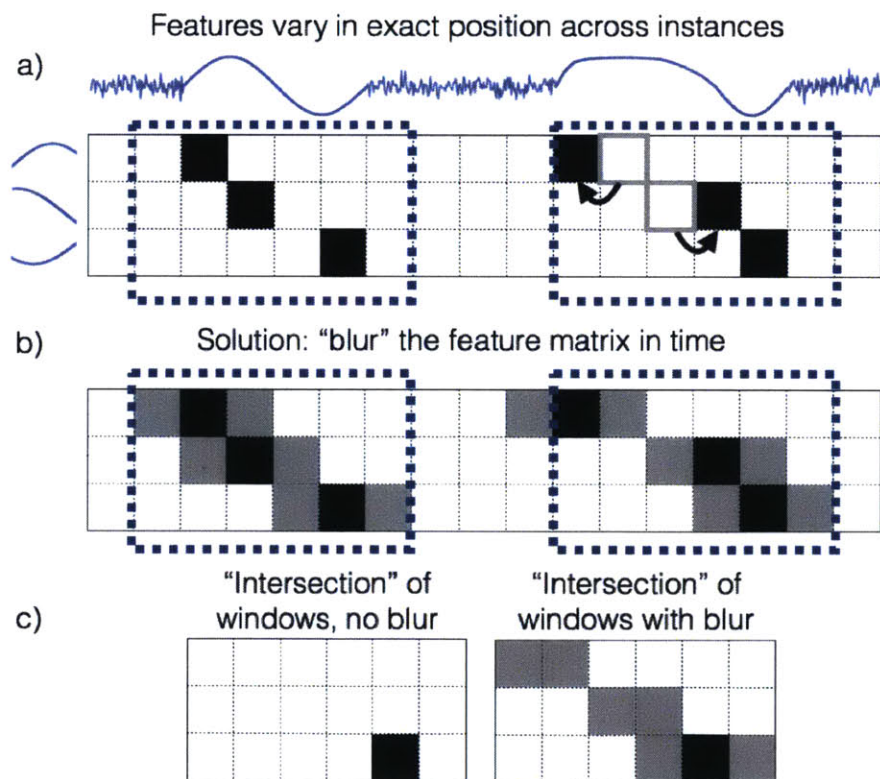 Features vary in exact position across instances
a)
b)
Solution: “blur” the feature matrix in time
“Intersection” of
windows, no blur
“Intersection” of
windows with blur
c)